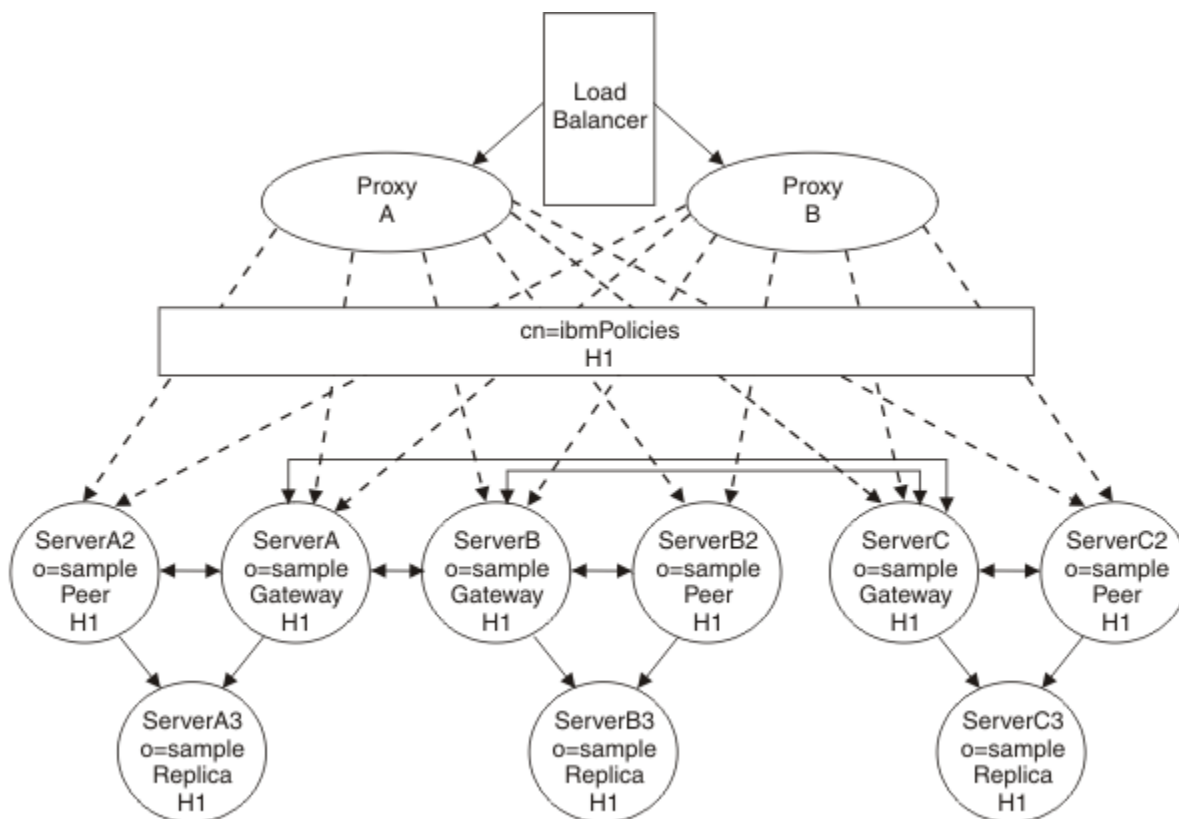 Load
Balancer
Proxy
A
Proxy
B
cn=ibmPolicies
H1
ServerA2
o=sample
Peer
H1
ServerA
o=sample
Gateway
H1
ServerB
o=sample
Gateway
H1
ServerB2
o=sample
Peer
H1
ServerC
o=sample
Gateway
H1
ServerC2
o=sample
Peer
H1
ServerA3
o=sample
Replica
H1
ServerB3
o=sample
Replica
H1
ServerC3
o=sample
Replica
H1